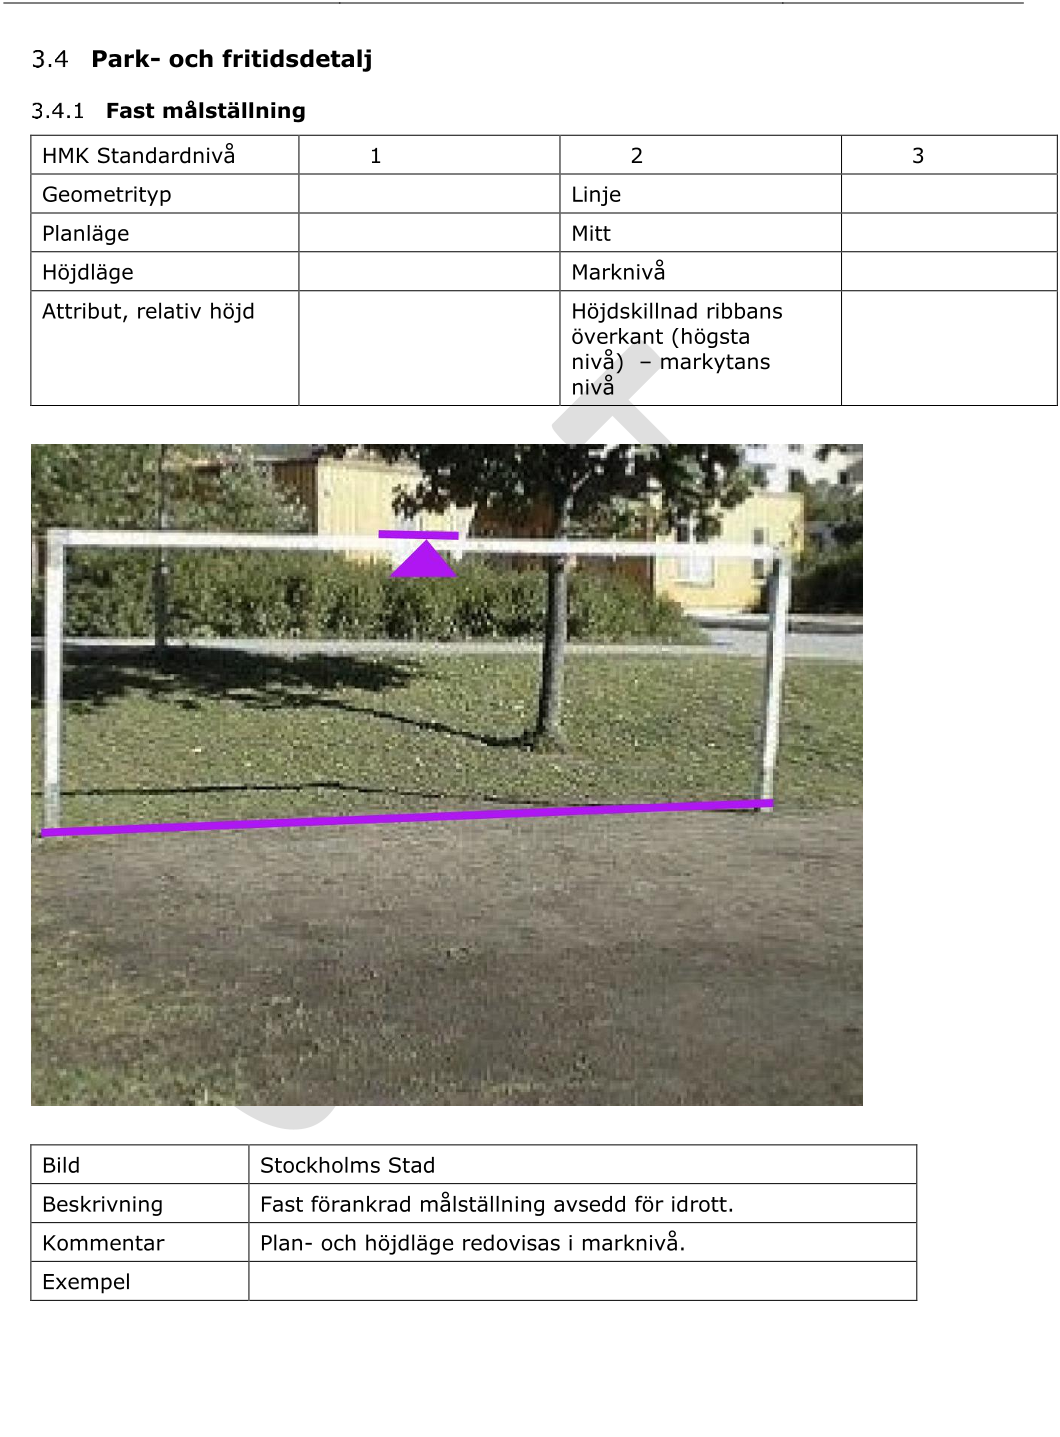 3.4 Park- och fritidsdetalj
3.4.1 Fast målställning
HMK Standardnivå 1 2 3
Geometrityp Linje
Planläge Mitt
Höjdläge Marknivå
Attribut, relativ höjd Höjdskillnad ribbans
överkant (högsta
nivå) – markytans
nivå
Bild Stockholms Stad
Beskrivning Fast förankrad målställning avsedd för idrott.
Kommentar Plan- och höjdläge redovisas i marknivå.
Exempel